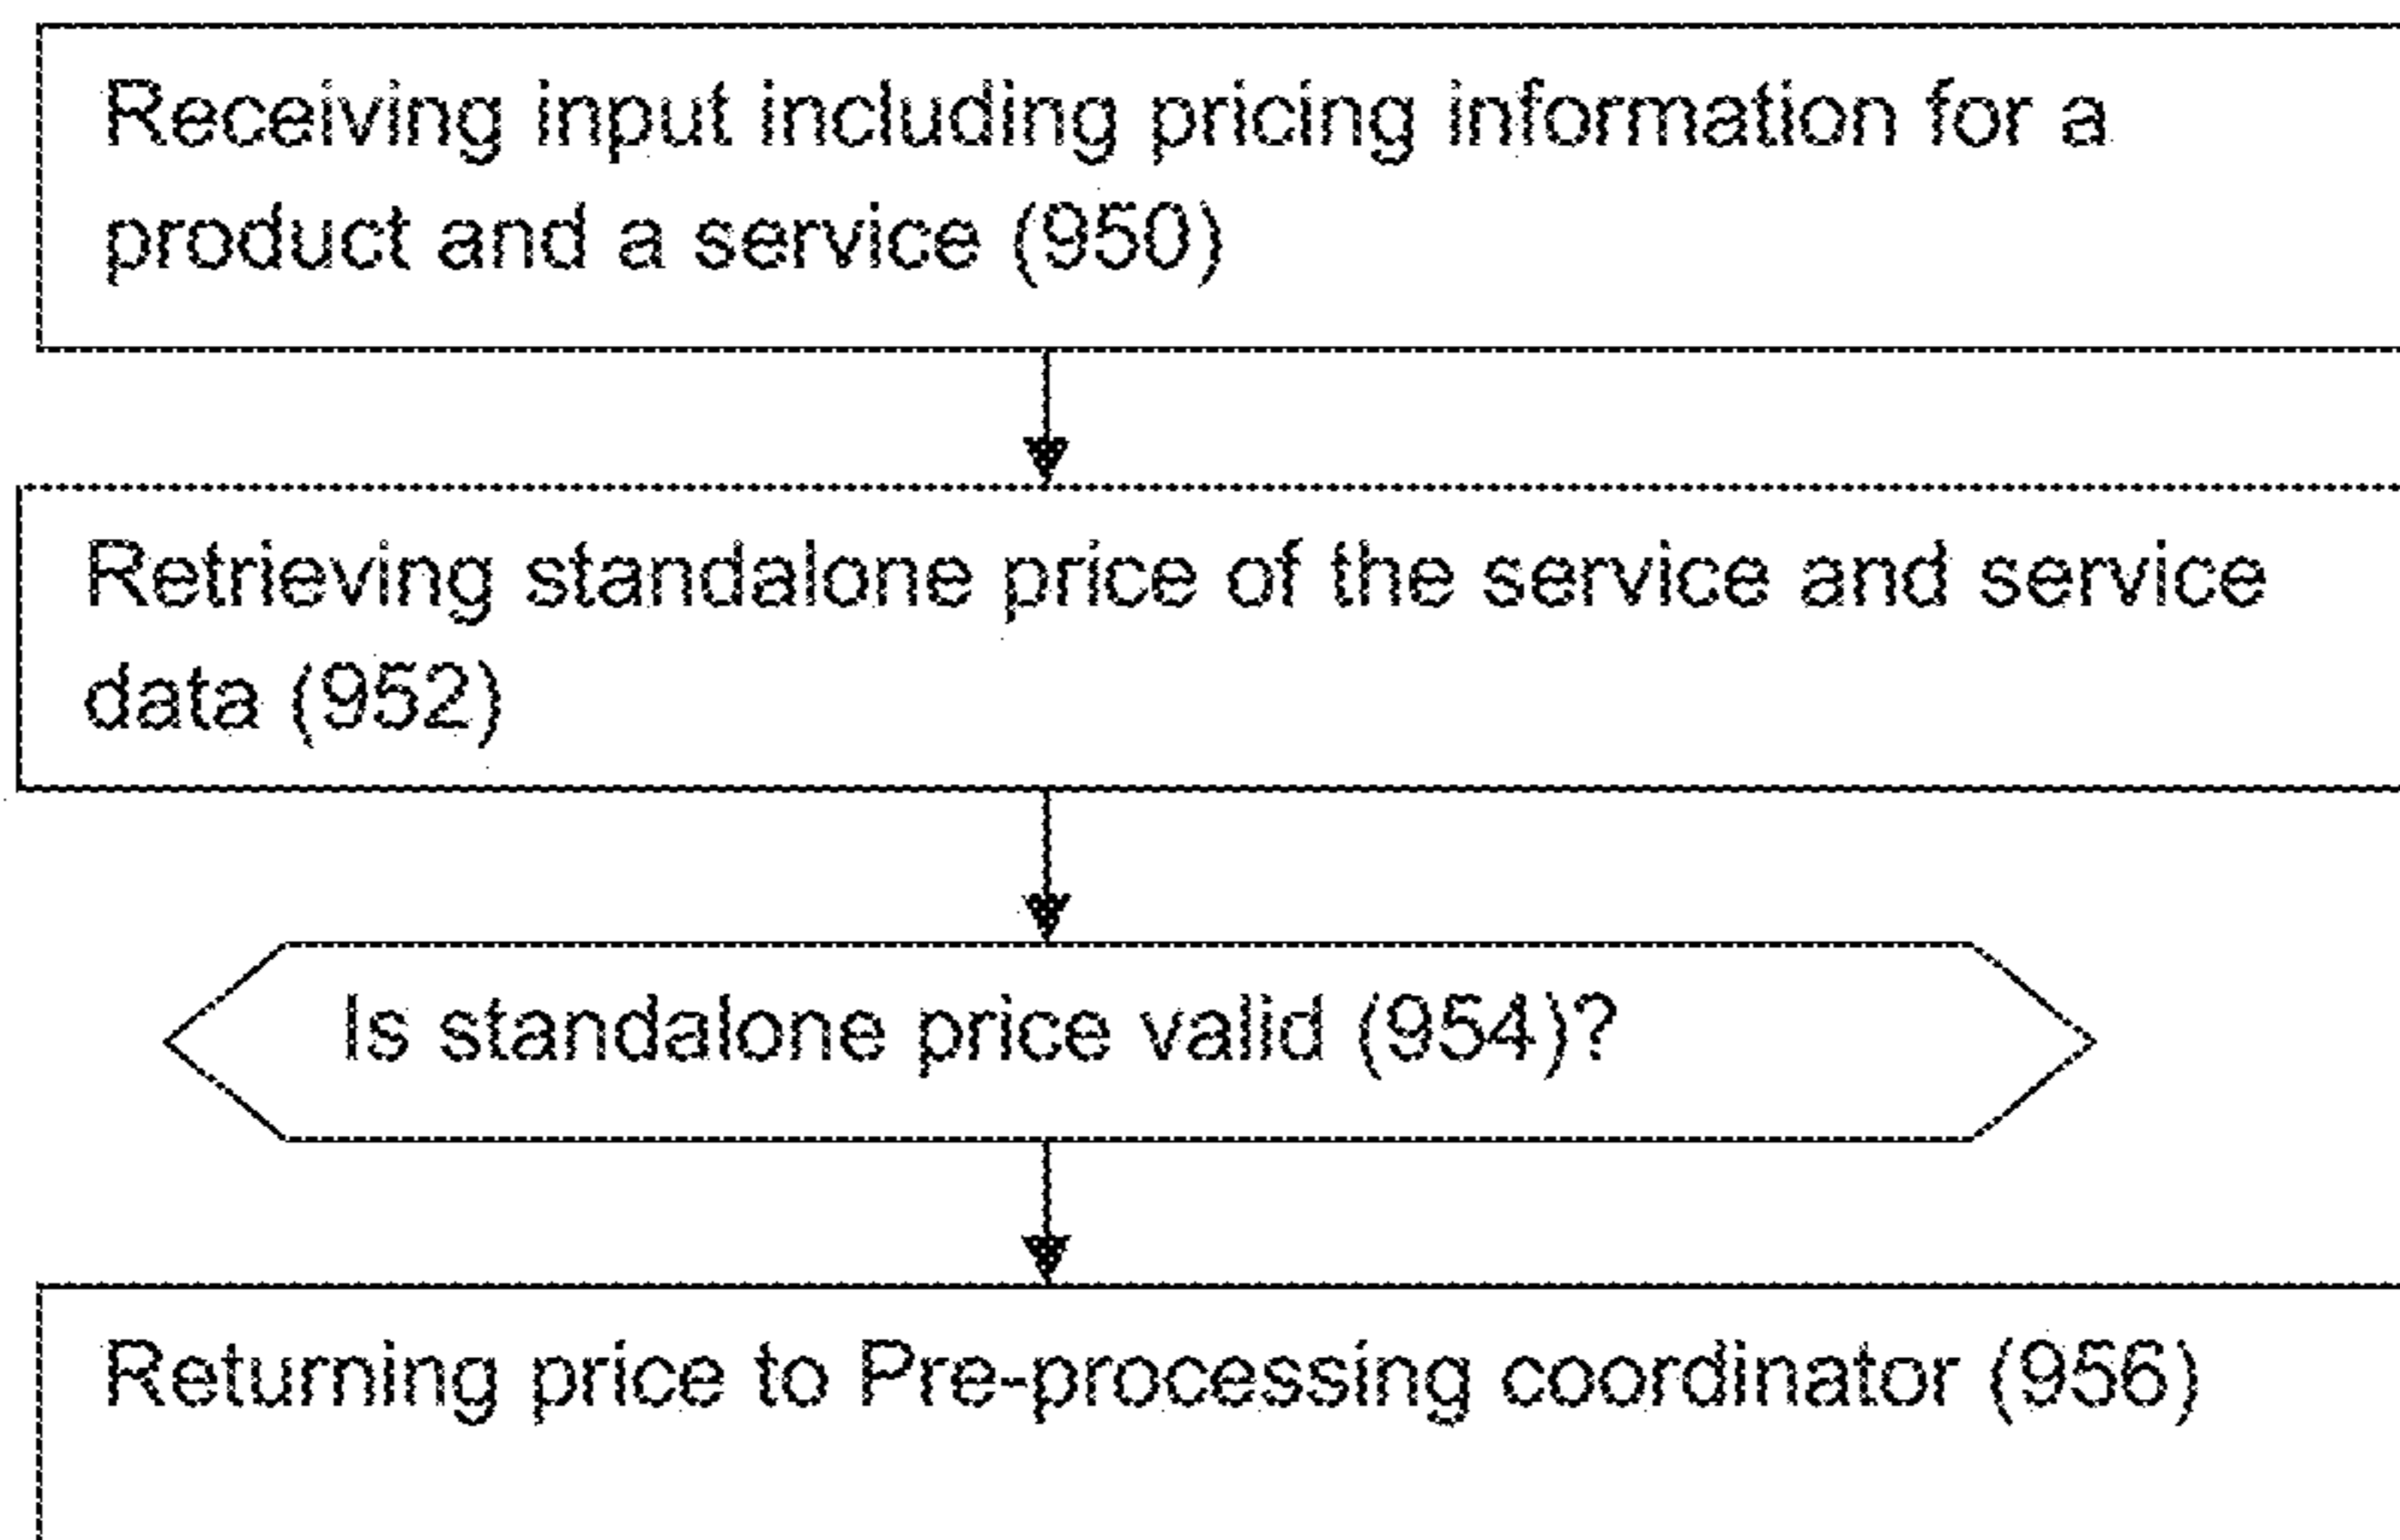 Receiving input including pricing information for a
product and a service (950)
Retrieving standalone price of the service and service
data (952)
Is standalone price valid (954)?
Returning price to Pre-processing coordinator (956)